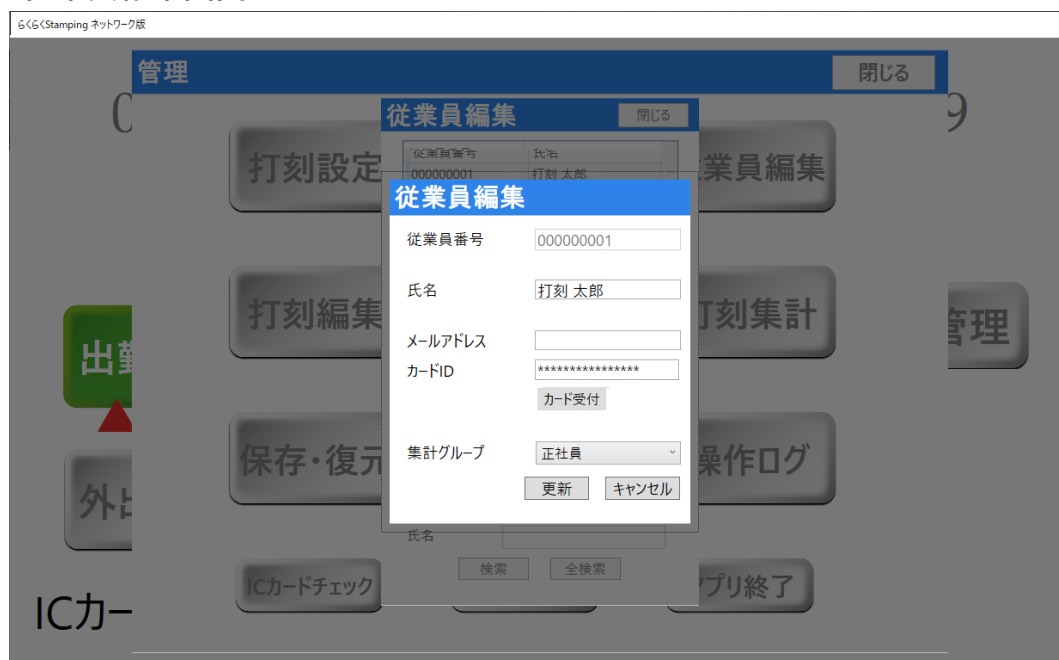 らくらくStamping ネットワーク版
管理
閉じる
0
9
従業員編集
閉じる
打刻設定
業員編集
従業員番号 氏名
000000001 打刻 太郎
従業員編集
従業員番号 000000001
氏名 打刻 太郎
打刻編集
打刻集計
管理
メールアドレス
カードID ****************
カード受付
出勤
集計グループ 正社員
保存・復元
操作ログ
更新 キャンセル
外出
氏名
検索 全検索
ICカードチェック
アプリ終了
ICカー